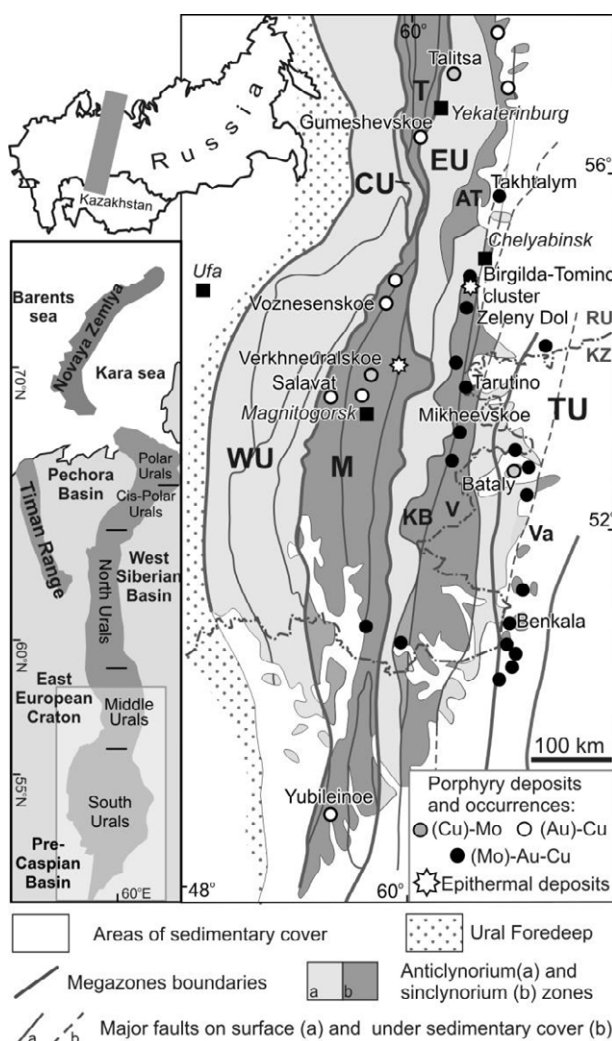 Russia
Kazakhstan
Barents
sea
Novaya Zemlya
Kara sea
70°N
Pechora
Basin
Polar
Urals
Cis-Polar
Urals
Timan Range
West
Siberian
Basin
North Urals
60°N
East
European
Craton
Middle
Urals
55°N
South
Urals
Pre-
Caspian
Basin
60°E
60°
Talitsa
T
Yekaterinburg
Gumeshevskoe
EU
56°
CU
AT
Takhtalym
Chelyabinsk
Ufa
Birgilda-Tomino
cluster
Voznesenskoe
Zeleny Dol
RU
KZ
Verkhneuralskoe
Salavat
Tarutino
Magnitogorsk
Mikheevskoe
TU
WU
M
Bataly
KB
V
Va
52°
Benkala
100 km
Yubileinoe
48°
60°
Porphyry deposits
and occurrences:
(Cu)-Mo
(Au)-Cu
(Mo)-Au-Cu
Epithermal deposits
Areas of sedimentary cover
Ural Foredeep
Megazones boundaries
a
b
Anticlynorium(a) and
sinclynorium (b) zones
a
b
Major faults on surface (a) and under sedimentary cover (b)